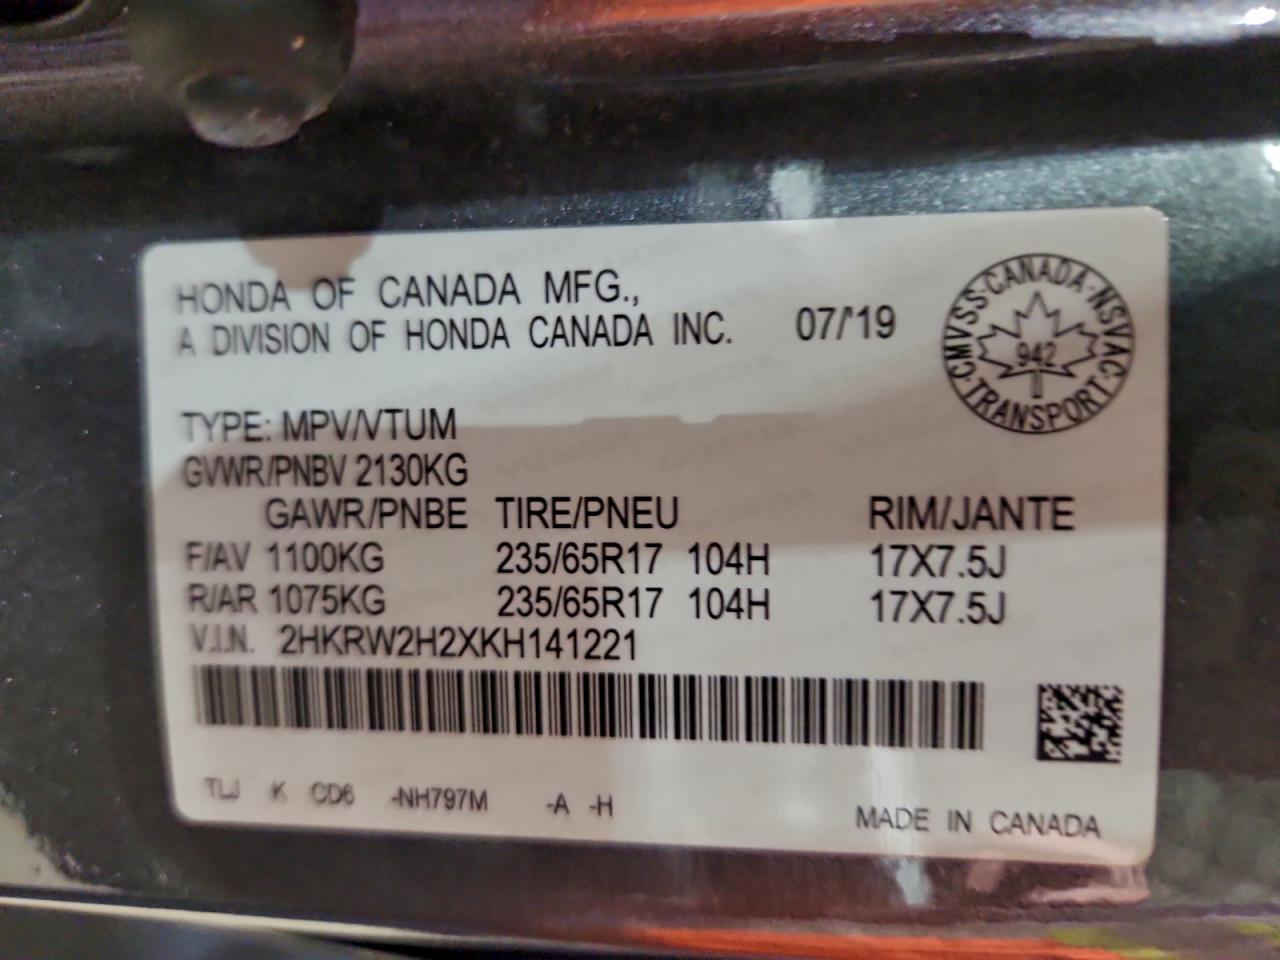 HONDA OF CANADA MFG.,
A DIVISION OF HONDA CANADA INC. 07/'19
CMVSS·CANADA·NSVAC·TRANSPORT·
942
TYPE: MPV/VTUM
GVWR/PNBV 2130KG
GAWR/PNBE TIRE/PNEU RIM/JANTE
F/AV 1100KG 235/65R17 104H 17X7.5J
R/AR 1075KG 235/65R17 104H 17X7.5J
V.I.N. 2HKRW2H2XKH141221
TLJ K CD6 -NH797M -A -H
MADE IN CANADA